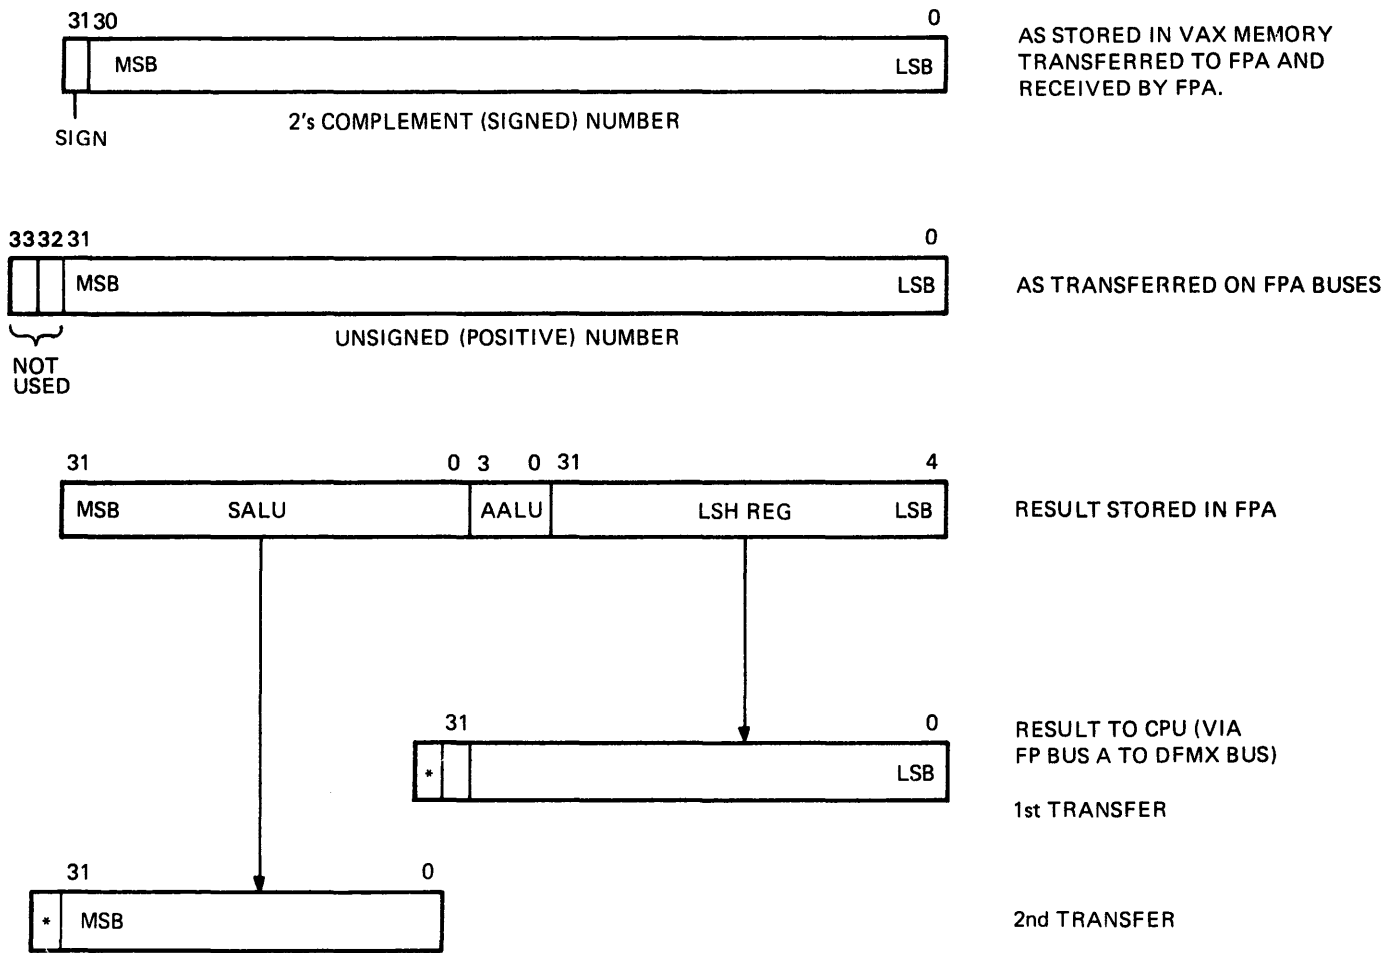 31 30 0
MSB LSB
SIGN
2's COMPLEMENT (SIGNED) NUMBER
AS STORED IN VAX MEMORY
TRANSFERRED TO FPA AND
RECEIVED BY FPA.
33 32 31 0
MSB LSB
NOT
USED
UNSIGNED (POSITIVE) NUMBER
AS TRANSFERRED ON FPA BUSES
31 0 3 0 31 4
MSB SALU AALU LSH REG LSB
RESULT STORED IN FPA
31 0
* LSB
RESULT TO CPU (VIA
FP BUS A TO DFMX BUS)
1st TRANSFER
31 0
* MSB
2nd TRANSFER